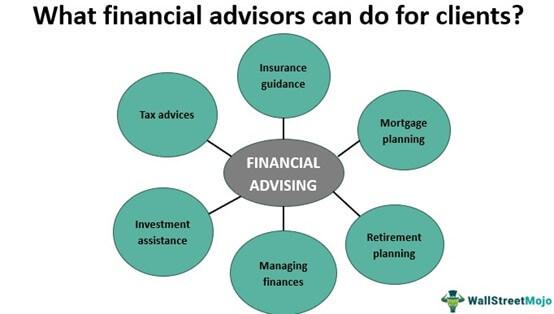 What financial advisors can do for clients?
Insurance
guidance
Tax advices
Mortgage
planning
FINANCIAL
ADVISING
Investment
assistance
Retirement
planning
Managing
finances
WallStreetMojo